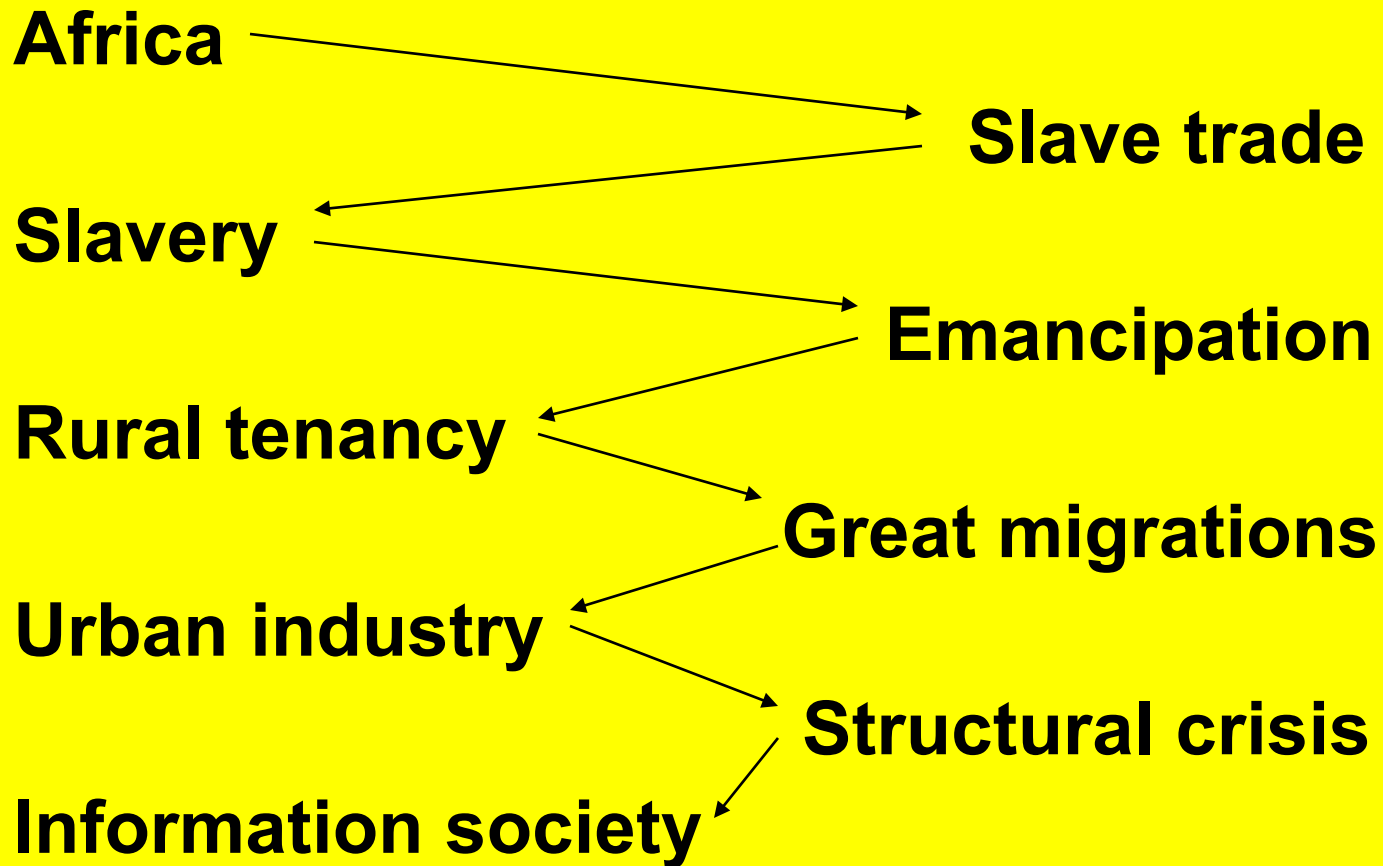 Africa
Slave trade
Slavery
Emancipation
Rural tenancy
Great migrations
Urban industry
Structural crisis
Information society